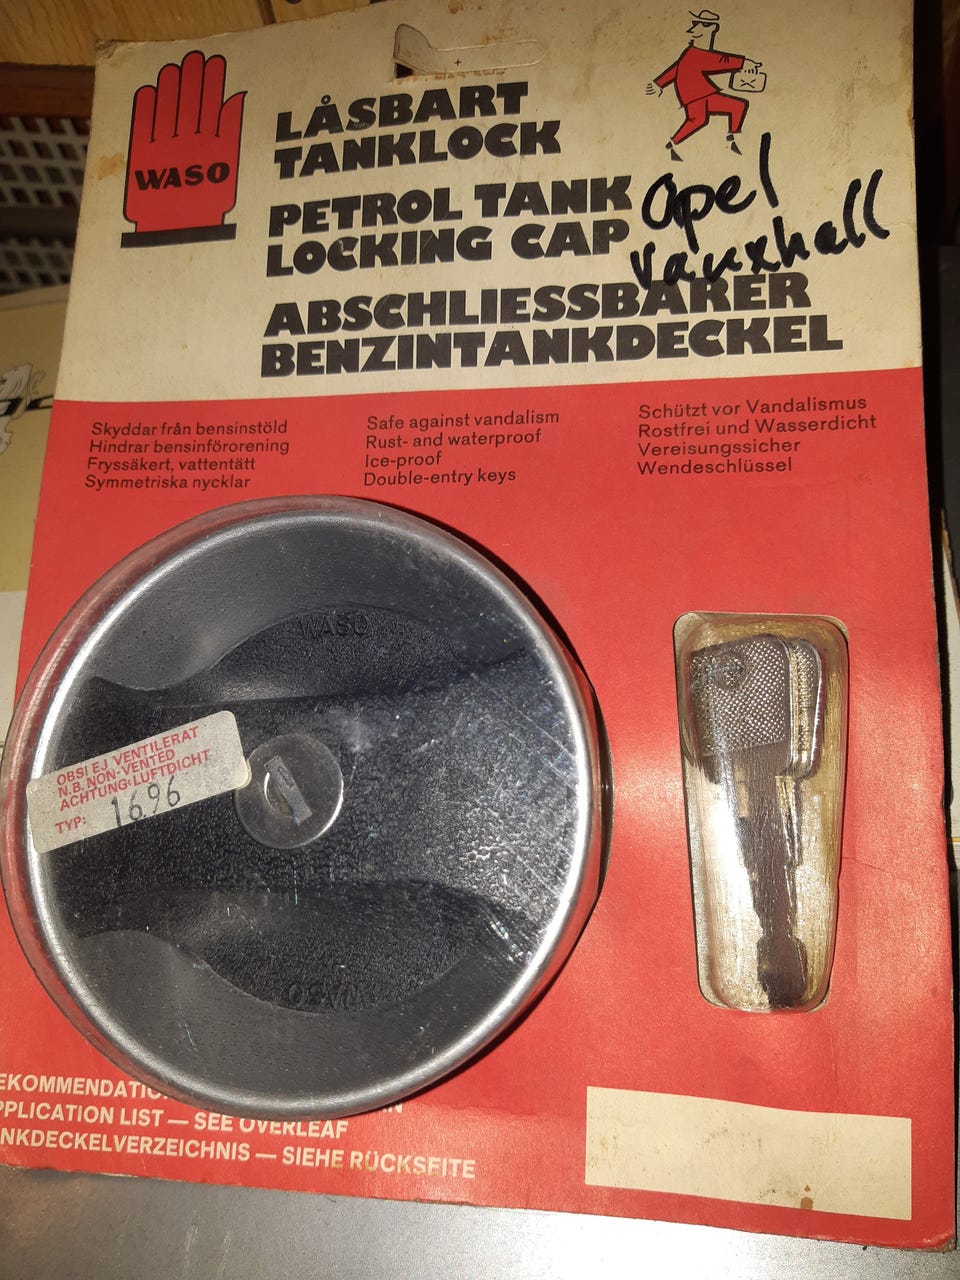 WASO
LÅSBART
TANKLOCK
PETROL TANK
LOCKING CAP
Opel
Vauxhall
ABSCHLIESSBARER
BENZINTANKDECKEL
Skyddar från bensinstöld
Hindrar bensinförorening
Fryssäkert, vattentätt
Symmetriska nycklar
Safe against vandalism
Rust- and waterproof
Ice-proof
Double-entry keys
Schützt vor Vandalismus
Rostfrei und Wasserdicht
Vereisungssicher
Wendeschlüssel
WASO
OBS! EJ VENTILERAT
N.B. NON-VENTED
ACHTUNG: LUFTDICHT
TYP: 1696
WASO
EKOMMENDATIO
PPLICATION LIST — SEE OVERLEAF
NKDECKELVERZEICHNIS — SIEHE RÜCKSEITE